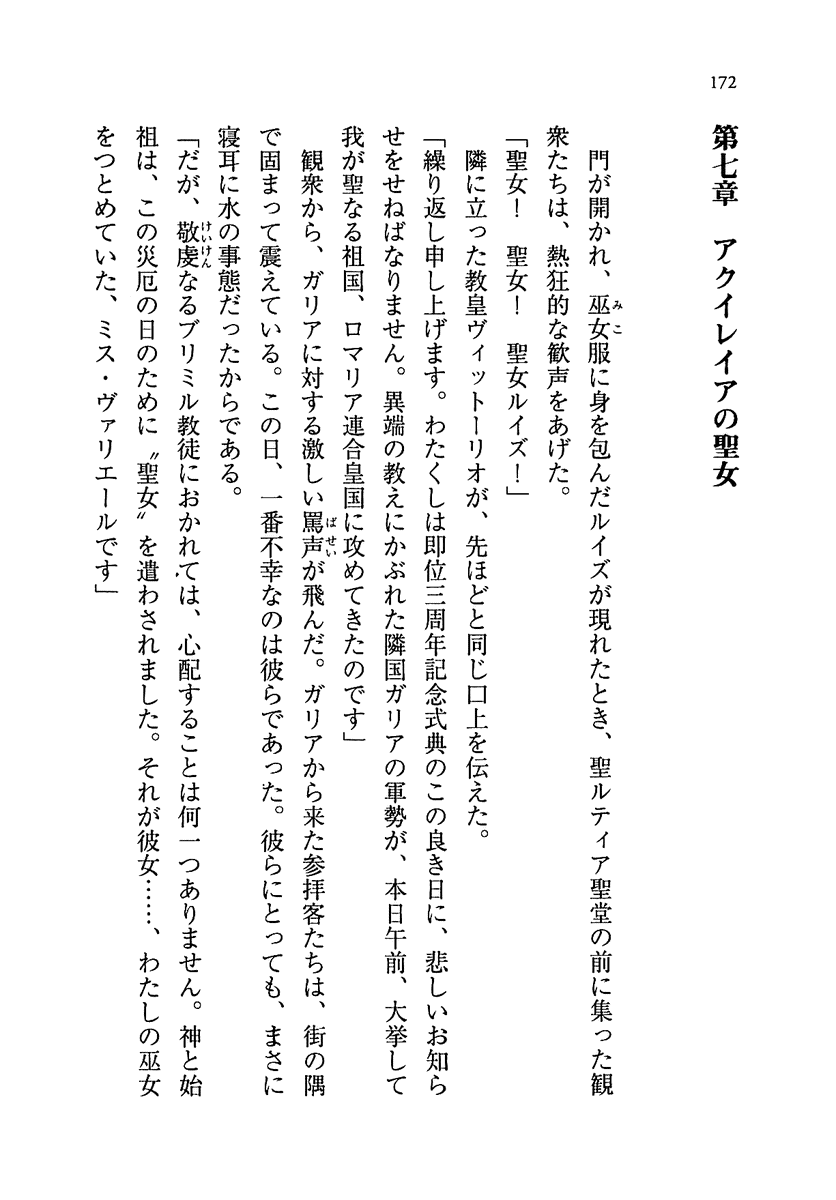 172
第七章　アクイレイアの聖女
　門が開かれ、巫女服に身を包んだルイズが現れたとき、聖ルティア聖堂の前に集った観
衆たちは、熱狂的な歓声をあげた。
「聖女！　聖女！　聖女ルイズ！」
　隣に立った教皇ヴィットーリオが、先ほどと同じ口上を伝えた。
「繰り返し申し上げます。わたくしは即位三周年記念式典のこの良き日に、悲しいお知ら
せをせねばなりません。異端の教えにかぶれた隣国ガリアの軍勢が、本日午前、大挙して
我が聖なる祖国、ロマリア連合皇国に攻めてきたのです」
　観衆から、ガリアに対する激しい罵声が飛んだ。ガリアから来た参拝客たちは、街の隅
で固まって震えている。この日、一番不幸なのは彼らであった。彼らにとっても、まさに
寝耳に水の事態だったからである。
「だが、敬虔なるブリミル教徒におかれては、心配することは何一つありません。神と始
祖は、この災厄の日のために〝聖女〟を遣わされました。それが彼女……、わたしの巫女
をつとめていた、ミス・ヴァリエールです」